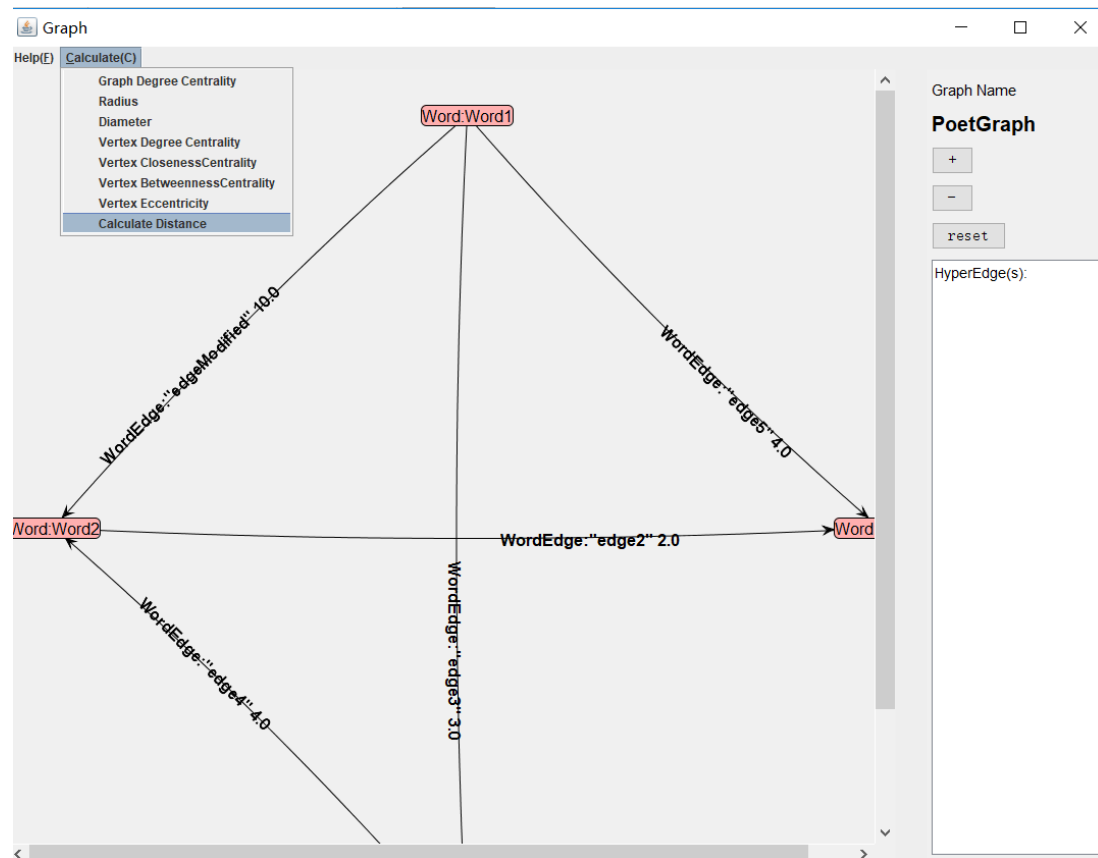 Graph
Help(F) Calculate(C)
Graph Degree Centrality
Radius
Diameter
Vertex Degree Centrality
Vertex ClosenessCentrality
Vertex BetweennessCentrality
Vertex Eccentricity
Calculate Distance
Word:Word1
WordEdge:"edgeModified" 10.0
WordEdge:"edge5" 4.0
Word:Word2
WordEdge:"edge2" 2.0
Word
WordEdge:"edge3" 3.0
WordEdge:"edge4" 4.0
Graph Name
PoetGraph
+
-
reset
HyperEdge(s):